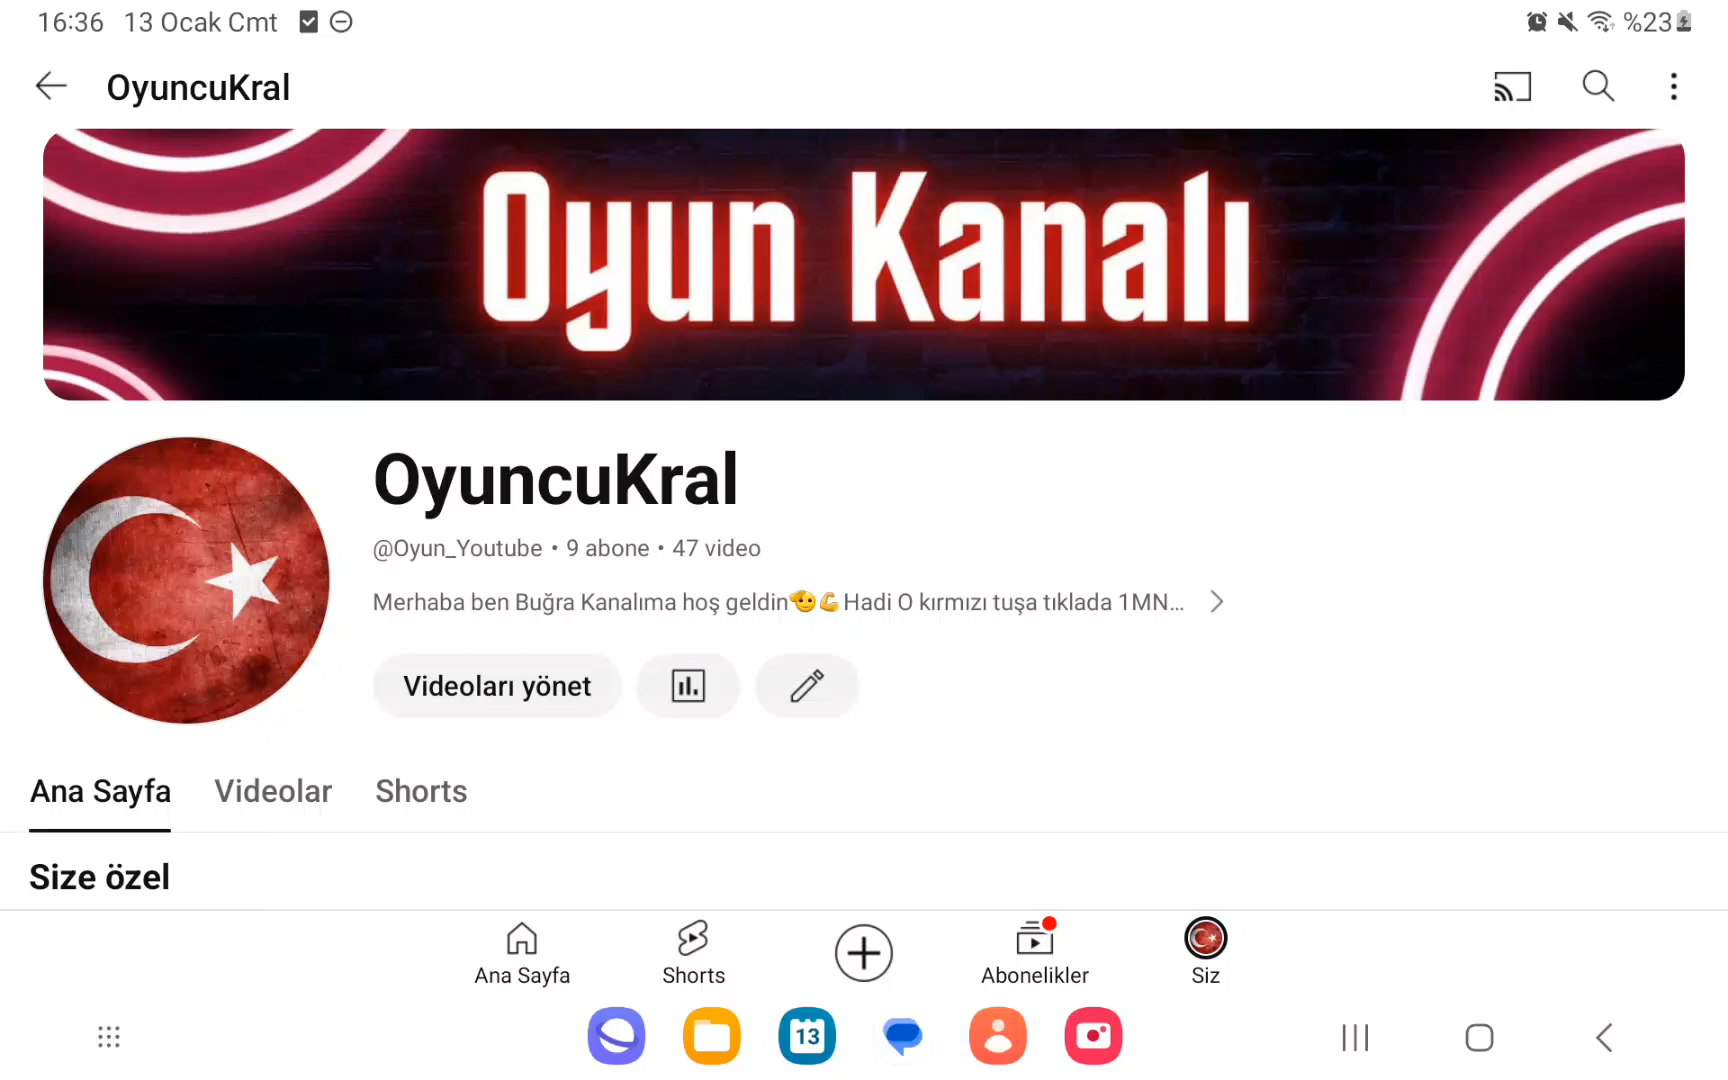 16:36 13 Ocak Cmt
%23
OyuncuKral
Oyun Kanalı
OyuncuKral
@Oyun_Youtube • 9 abone • 47 video
Merhaba ben Buğra Kanalıma hoş geldin🫡💪Hadi O kırmızı tuşa tıklada 1MN...
Videoları yönet
Ana Sayfa Videolar Shorts
Size özel
Ana Sayfa Shorts Abonelikler Siz
13